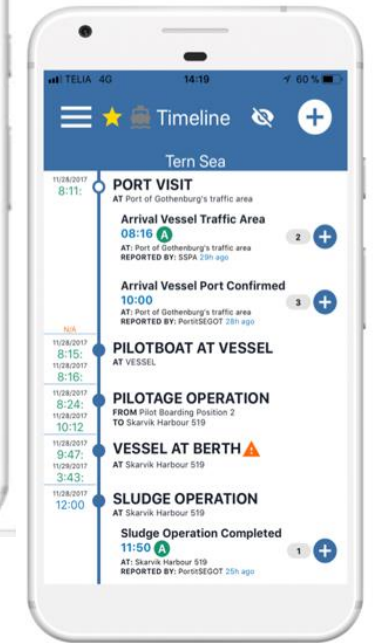 TELIA 4G 14:19 60 %
Timeline
Tern Sea
11/28/2017
8:11:
PORT VISIT
AT Port of Gothenburg's traffic area
Arrival Vessel Traffic Area
08:16 A
2
AT: Port of Gothenburg's traffic area
REPORTED BY: SSPA 29h ago
Arrival Vessel Port Confirmed
10:00
3
AT: Port of Gothenburg's traffic area
REPORTED BY: PortitSEGOT 28h ago
N/A
11/28/2017
8:15:
11/28/2017
8:16:
PILOTBOAT AT VESSEL
AT VESSEL
11/28/2017
8:24:
11/28/2017
10:12
PILOTAGE OPERATION
FROM Pilot Boarding Position 2
TO Skarvik Harbour 519
11/28/2017
9:47:
11/29/2017
3:43:
VESSEL AT BERTH
AT Skarvik Harbour 519
11/28/2017
12:00
SLUDGE OPERATION
AT Skarvik Harbour 519
Sludge Operation Completed
11:50 A
1
AT: Skarvik Harbour 519
REPORTED BY: PortitSEGOT 25h ago